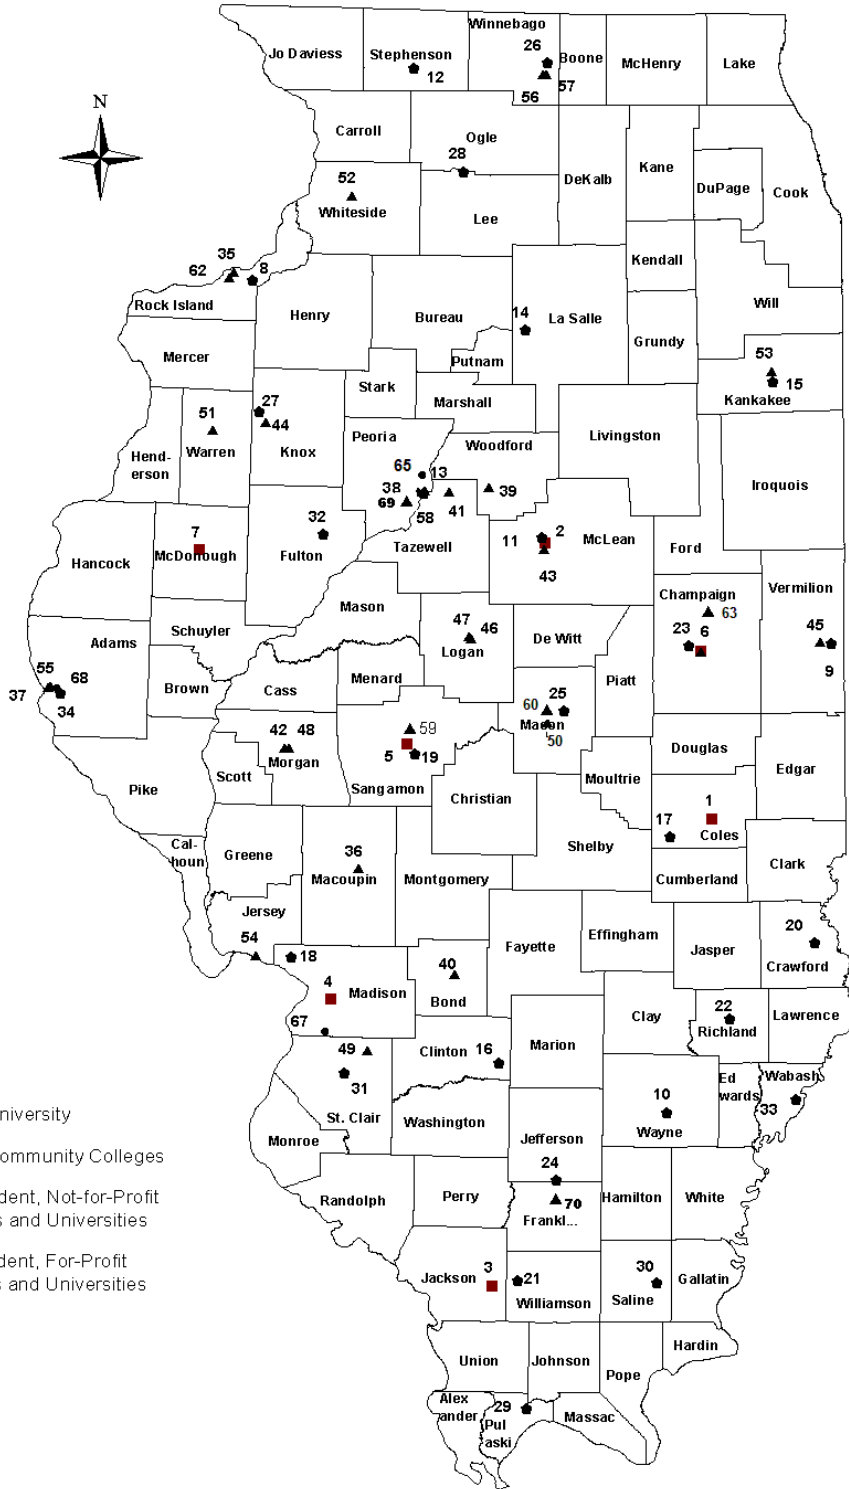 Winnebago
Jo Daviess
Stephenson
26
Boone
McHenry
Lake
12
57
56
N
Carroll
Ogle
28
52
DeKalb
Kane
DuPage
Cook
Whiteside
Lee
35
62
8
Kendall
Rock Island
Henry
Bureau
14
La Salle
Will
Grundy
Mercer
Putnam
53
Stark
15
Marshall
Kankakee
27
51
44
Peoria
Livingston
Woodford
Hend-
erson
Warren
Knox
65
13
38
39
Iroquois
69
58
41
7
32
11
2
McLean
McDonough
Fulton
Tazewell
Ford
Hancock
43
Vermilion
Champaign
Mason
63
Adams
Schuyler
47
46
De Witt
23
6
45
Logan
55
68
Menard
Piatt
9
37
Brown
Cass
34
60
25
Macon
42
48
59
50
Douglas
Morgan
5
19
Scott
Sangamon
Moultrie
Edgar
Pike
Christian
1
17
Coles
Cal-
houn
Greene
36
Shelby
Clark
Macoupin
Montgomery
Cumberland
Jersey
20
54
18
Fayette
Effingham
Jasper
40
Crawford
4
Madison
Bond
22
Clay
Richland
Lawrence
67
49
Clinton
16
Marion
Ed
wards
Wabash
31
10
33
niversity
St. Clair
Washington
Wayne
Monroe
Jefferson
ommunity Colleges
24
dent, Not-for-Profit
Randolph
Perry
70
Hamilton
White
s and Universities
Frankl...
dent, For-Profit
3
30
Jackson
21
Gallatin
s and Universities
Williamson
Saline
Hardin
Union
Johnson
Pope
Alex
ander
29
Pul
aski
Massac